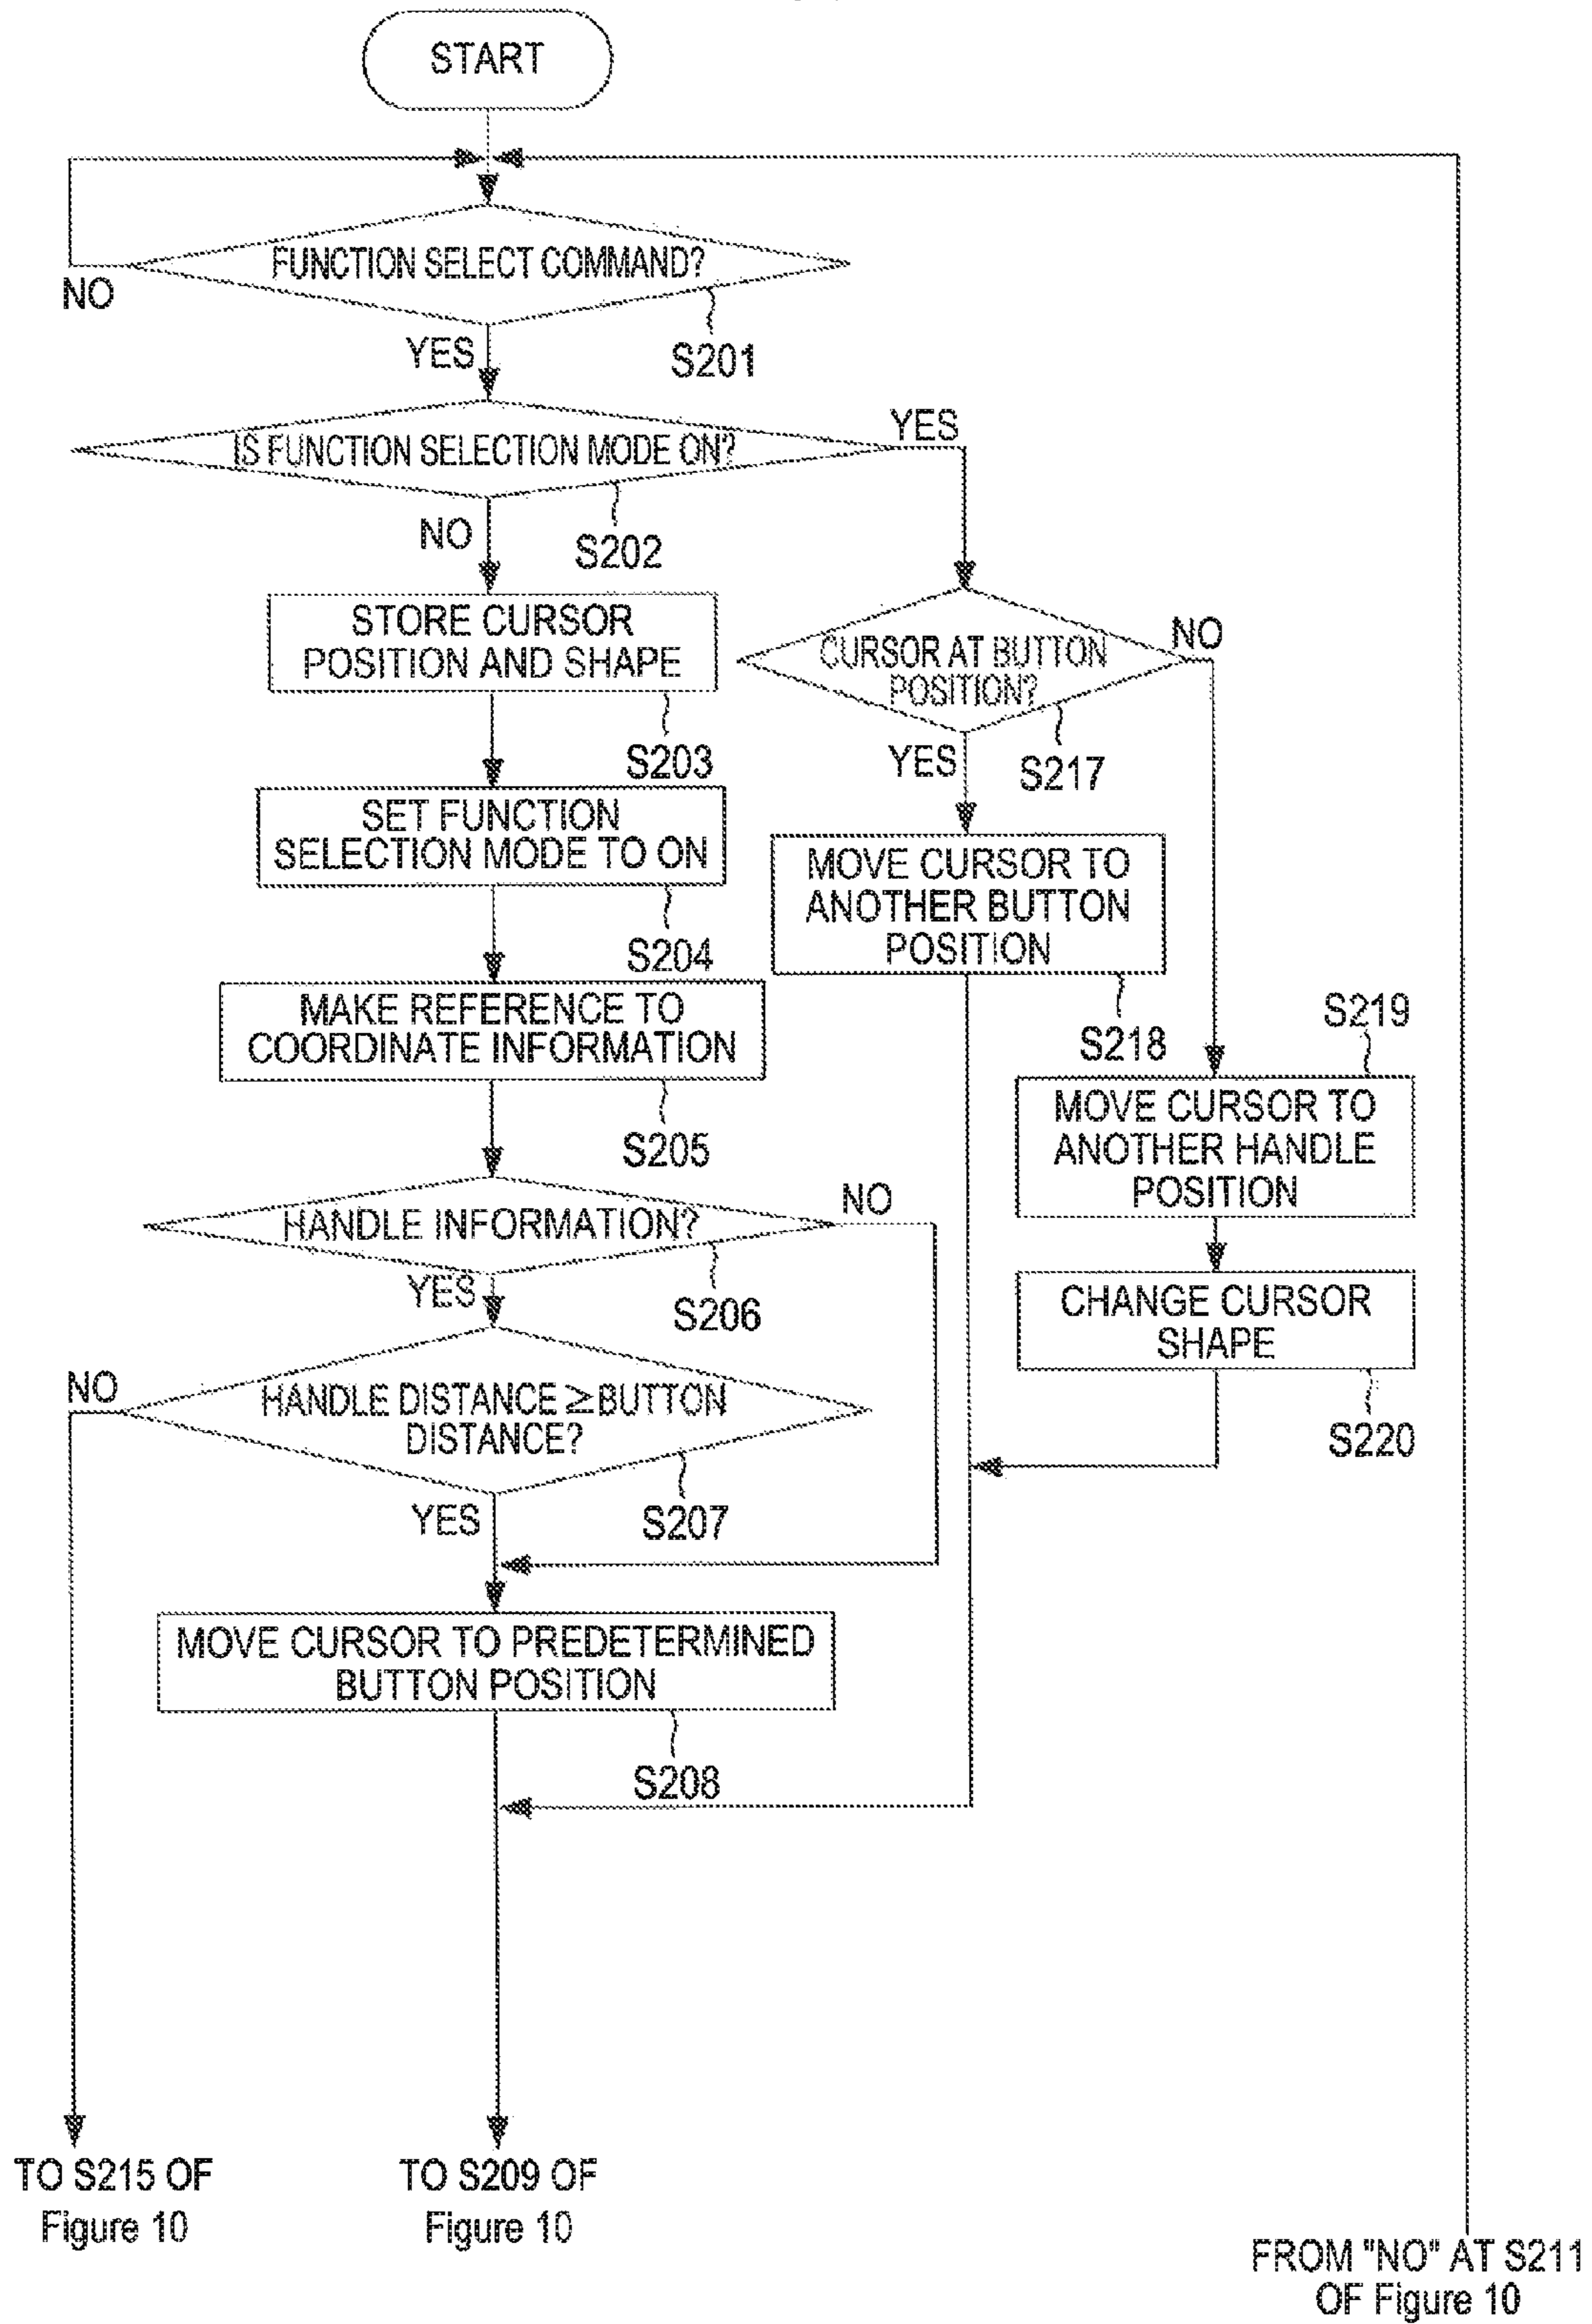 START
FUNCTION SELECT COMMAND?
NO
S201
YES
IS FUNCTION SELECTION MODE ON?
YES
S202
NO
STORE CURSOR
POSITION AND SHAPE
S203
CURSOR AT BUTTON
POSITION?
NO
S217
YES
SET FUNCTION
SELECTION MODE TO ON
S204
MOVE CURSOR TO
ANOTHER BUTTON
POSITION
S218
MAKE REFERENCE TO
COORDINATE INFORMATION
S205
S219
MOVE CURSOR TO
ANOTHER HANDLE
POSITION
HANDLE INFORMATION?
NO
YES
S206
CHANGE CURSOR
SHAPE
S220
NO
HANDLE DISTANCE ≥ BUTTON
DISTANCE?
S207
YES
MOVE CURSOR TO PREDETERMINED
BUTTON POSITION
S208
TO S215 OF
Figure 10
TO S209 OF
Figure 10
FROM "NO" AT S211
OF Figure 10